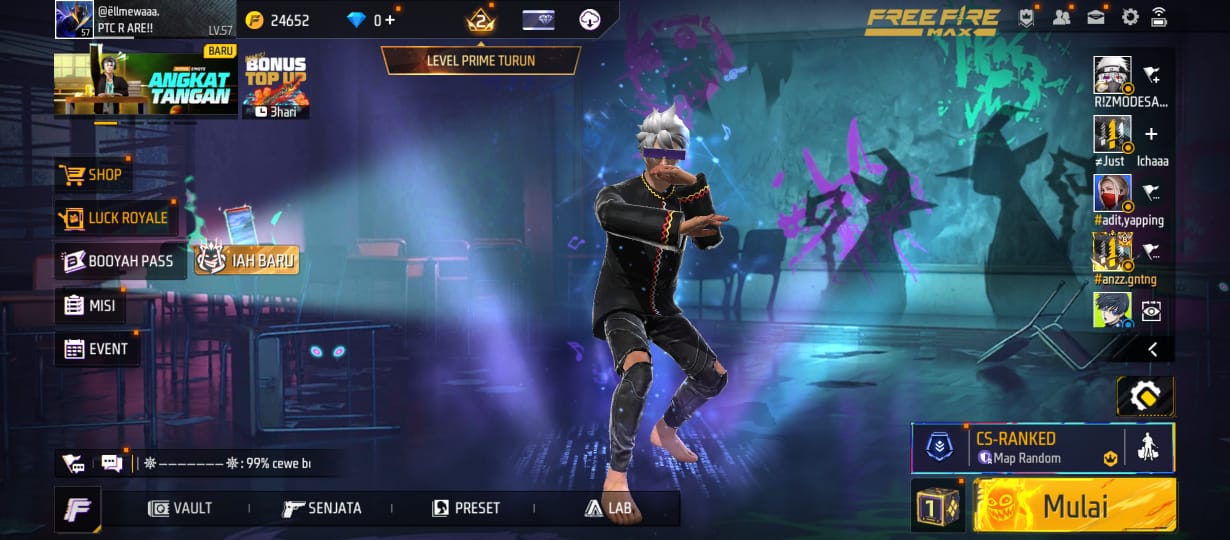 @ëllmewaaa.
PTC R ARE!!
LV.57
57
24652
0+
2
FREE FIRE
MAX
LEVEL PRIME TURUN
BARU
ANGKAT
TANGAN
BONUS
TOP UP
3hari
SHOP
LUCK ROYALE
BOOYAH PASS
IAH BARU
MISI
EVENT
R!ZMODESA...
≠Just Ichaaa
#adit,yapping
#anzz.gntng
CS-RANKED
Map Random
: 99% cewe
VAULT
SENJATA
PRESET
LAB
1
Mulai